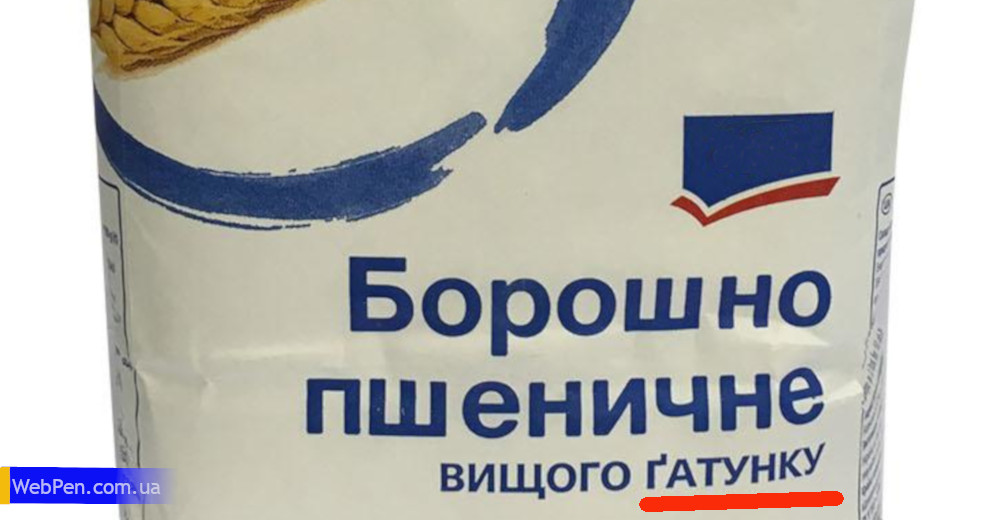 Борошно
пшеничне
вищого ґатунку
WebPen.com.ua